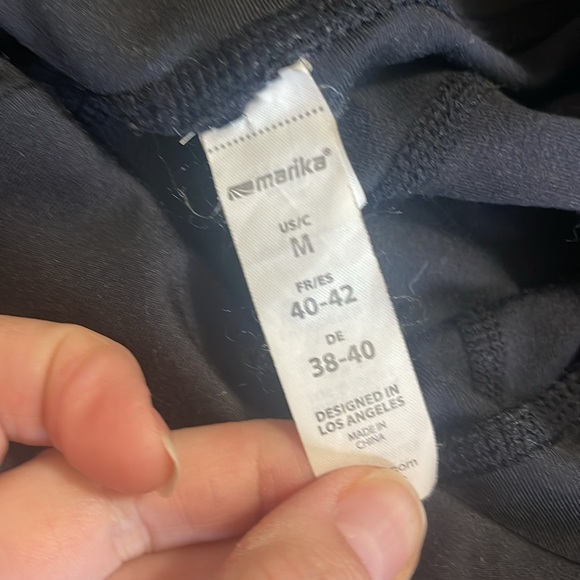 marika®
US/C
M
FR/ES
40-42
DE
38-40
DESIGNED IN
LOS ANGELES
MADE IN
CHINA